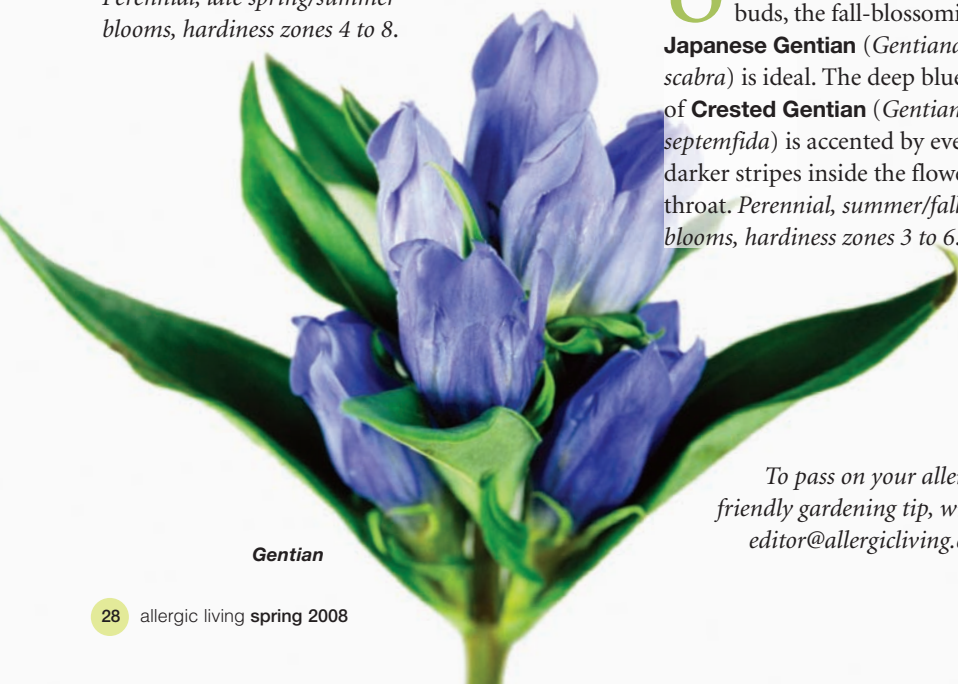 Perennial, late spring/summer
blooms, hardiness zones 4 to 8.
buds, the fall-blossomi
Japanese Gentian (Gentiana
scabra) is ideal. The deep blue
of Crested Gentian (Gentian
septemfida) is accented by eve
darker stripes inside the flowe
throat. Perennial, summer/fall
blooms, hardiness zones 3 to 6.
To pass on your aller
friendly gardening tip, w
editor@allergicliving.c
Gentian
28 allergic living spring 2008